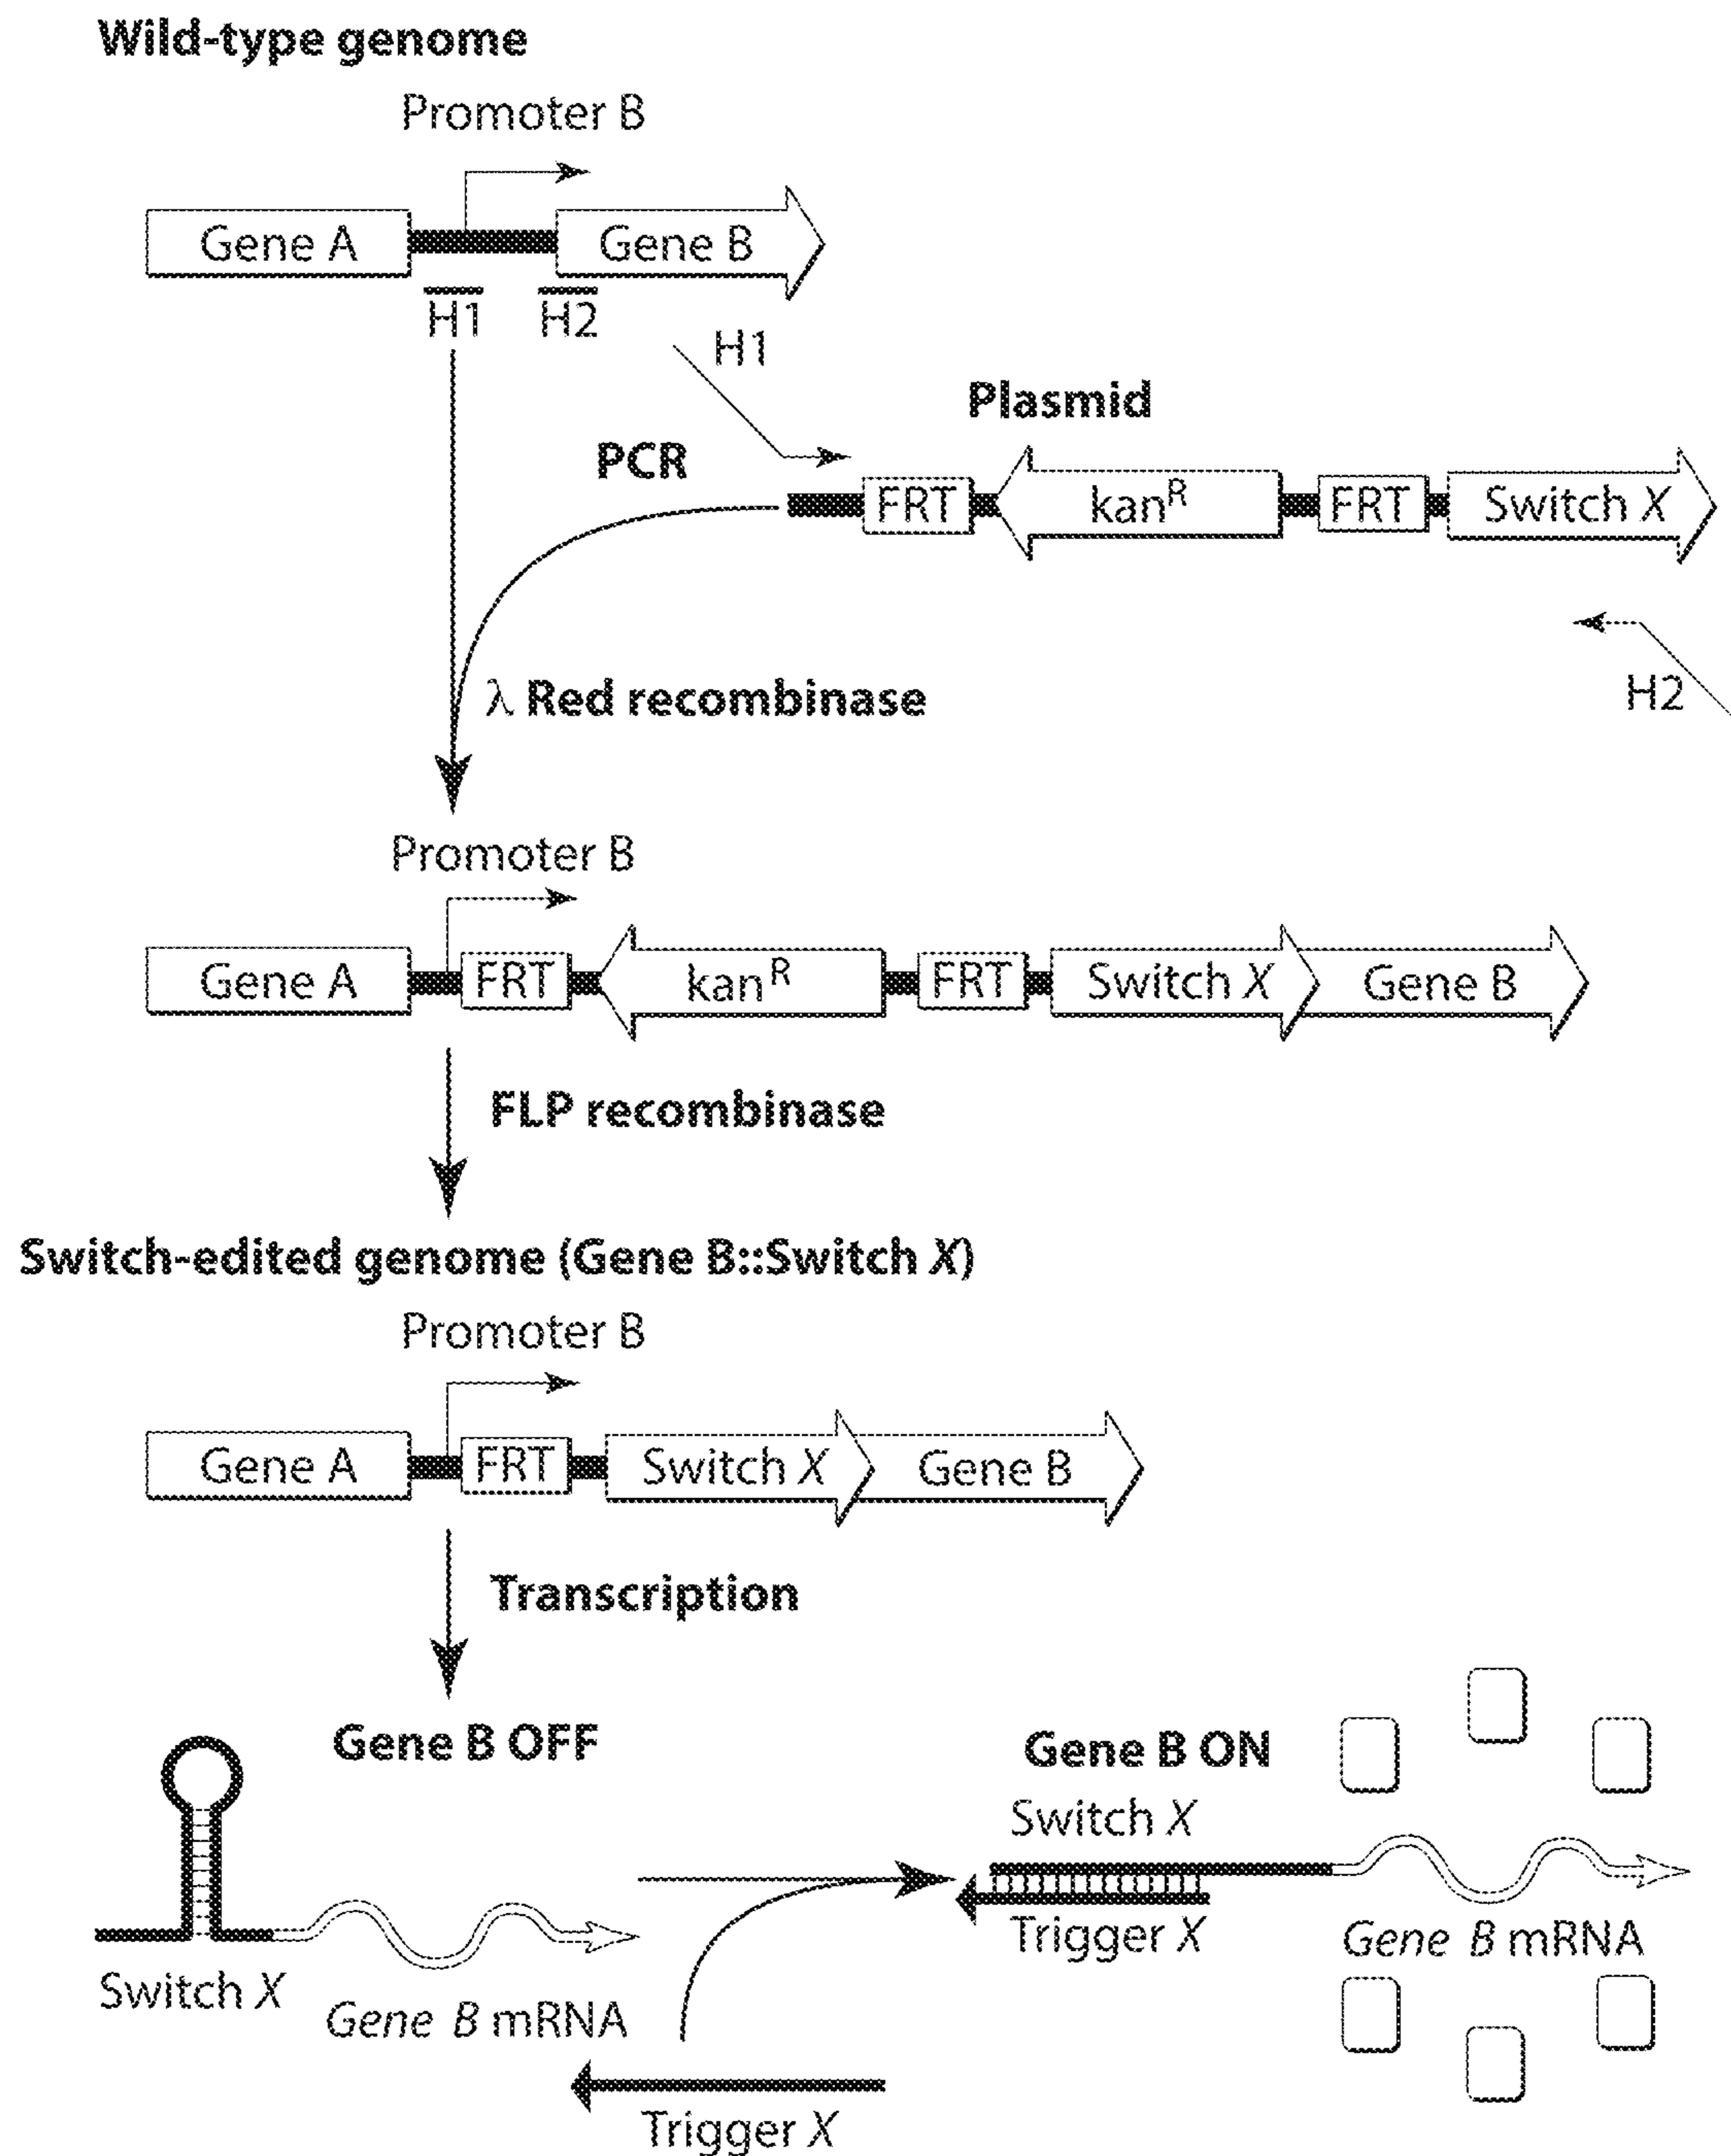 Wild-type genome
Promoter B
Gene A
Gene B
H1
H2
H1
Plasmid
PCR
FRT
kanR
FRT
Switch X
H2
λ Red recombinase
Promoter B
Gene A
FRT
kanR
FRT
Switch X
Gene B
FLP recombinase
Switch-edited genome (Gene B::Switch X)
Promoter B
Gene A
FRT
Switch X
Gene B
Transcription
Gene B OFF
Gene B ON
Switch X
Trigger X
Gene B mRNA
Switch X
Gene B mRNA
Trigger X